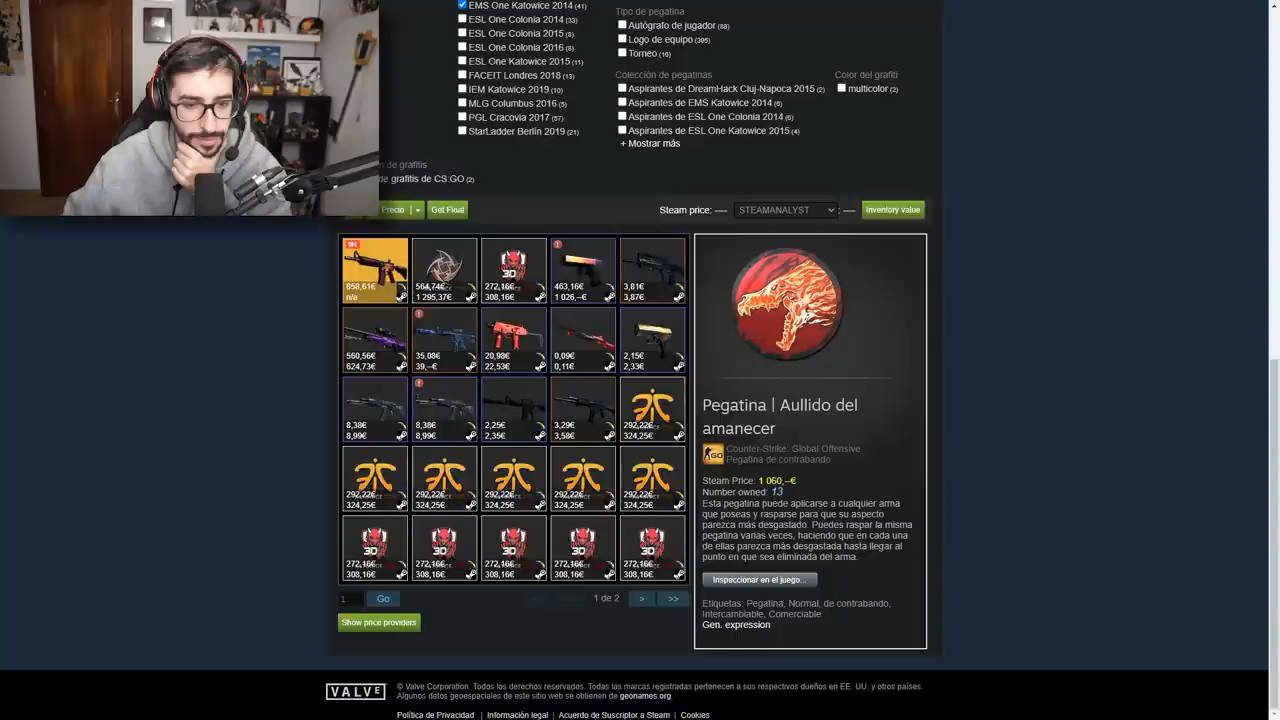 EMS One Katowice 2014 (41)
ESL One Colonia 2014 (33)
ESL One Colonia 2015 (8)
ESL One Colonia 2016 (8)
ESL One Katowice 2015 (11)
FACEIT Londres 2018 (13)
IEM Katowice 2019 (10)
MLG Columbus 2016 (5)
PGL Cracovia 2017 (57)
StarLadder Berlín 2019 (21)
Tipo de pegatina
Autógrafo de jugador (88)
Logo de equipo (395)
Torneo (16)
Colección de pegatinas
Aspirantes de DreamHack Cluj-Napoca 2015 (2)
Aspirantes de EMS Katowice 2014 (6)
Aspirantes de ESL One Colonia 2014 (6)
Aspirantes de ESL One Katowice 2015 (4)
+ Mostrar más
Color del grafiti
multicolor (2)
n de grafitis
de grafitis de CS:GO (2)
Precio
Get Float
Steam price: ---- STEAMANALYST : ----
Inventory value
858,61€
n/a
564,74€
1 295,37€
272,16€
308,16€
463,16€
1 026,--€
3,81€
3,87€
560,56€
624,73€
35,08€
39,--€
20,98€
22,53€
0,09€
0,11€
2,15€
2,33€
8,38€
8,99€
8,38€
8,99€
2,25€
2,35€
3,29€
3,58€
292,22€
324,25€
292,22€
324,25€
292,22€
324,25€
292,22€
324,25€
292,22€
324,25€
292,22€
324,25€
272,16€
308,16€
272,16€
308,16€
272,16€
308,16€
272,16€
308,16€
272,16€
308,16€
1
Go
1 de 2
>
>>
Show price providers
Pegatina | Aullido del
amanecer
Counter-Strike: Global Offensive
Pegatina de contrabando
Steam Price: 1 060,--€
Number owned: 13
Esta pegatina puede aplicarse a cualquier arma
que poseas y rasparse para que su aspecto
parezca más desgastado. Puedes raspar la misma
pegatina varias veces, haciendo que en cada una
de ellas parezca más desgastada hasta llegar al
punto en que sea eliminada del arma.
Inspeccionar en el juego...
Etiquetas: Pegatina, Normal, de contrabando,
Intercambiable, Comerciable
Gen. expression
VALVE
© Valve Corporation. Todos los derechos reservados. Todas las marcas registradas pertenecen a sus respectivos dueños en EE. UU. y otros países.
Algunos datos geoespaciales de este sitio web se obtienen de geonames.org.
Política de Privacidad | Información legal | Acuerdo de Suscriptor a Steam | Cookies